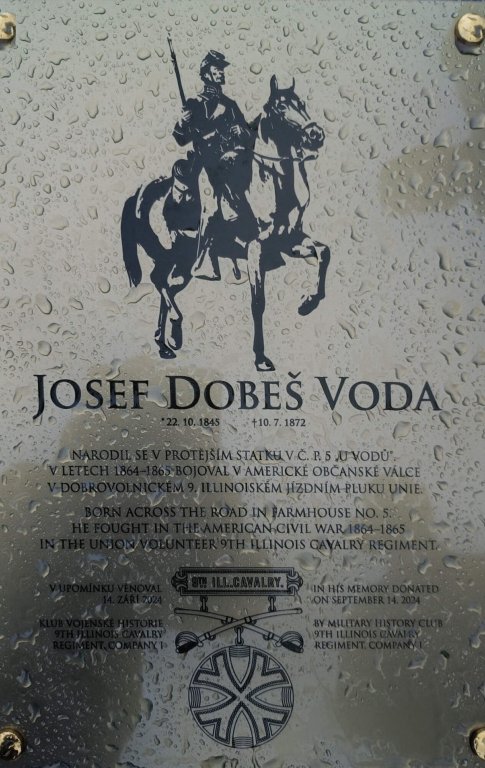 JOSEF DOBEŠ VODA
*22. 10. 1845 †10. 7. 1872
NARODIL SE V PROTĚJŠÍM STATKU V Č. P. 5 „U VODŮ".
V LETECH 1864–1865 BOJOVAL V AMERICKÉ OBČANSKÉ VÁLCE
V DOBROVOLNICKÉM 9. ILLINOISKÉM JÍZDNÍM PLUKU UNIE.
BORN ACROSS THE ROAD IN FARMHOUSE NO. 5.
HE FOUGHT IN THE AMERICAN CIVIL WAR 1864–1865
IN THE UNION VOLUNTEER 9TH ILLINOIS CAVALRY REGIMENT.
V UPOMÍNKU VĚNOVAL
14. ZÁŘÍ 2024
KLUB VOJENSKÉ HISTORIE
9TH ILLINOIS CAVALRY
REGIMENT, COMPANY I
9TH ILL. CAVALRY.
IN HIS MEMORY DONATED
ON SEPTEMBER 14, 2024
BY MILITARY HISTORY CLUB
9TH ILLINOIS CAVALRY
REGIMENT, COMPANY I